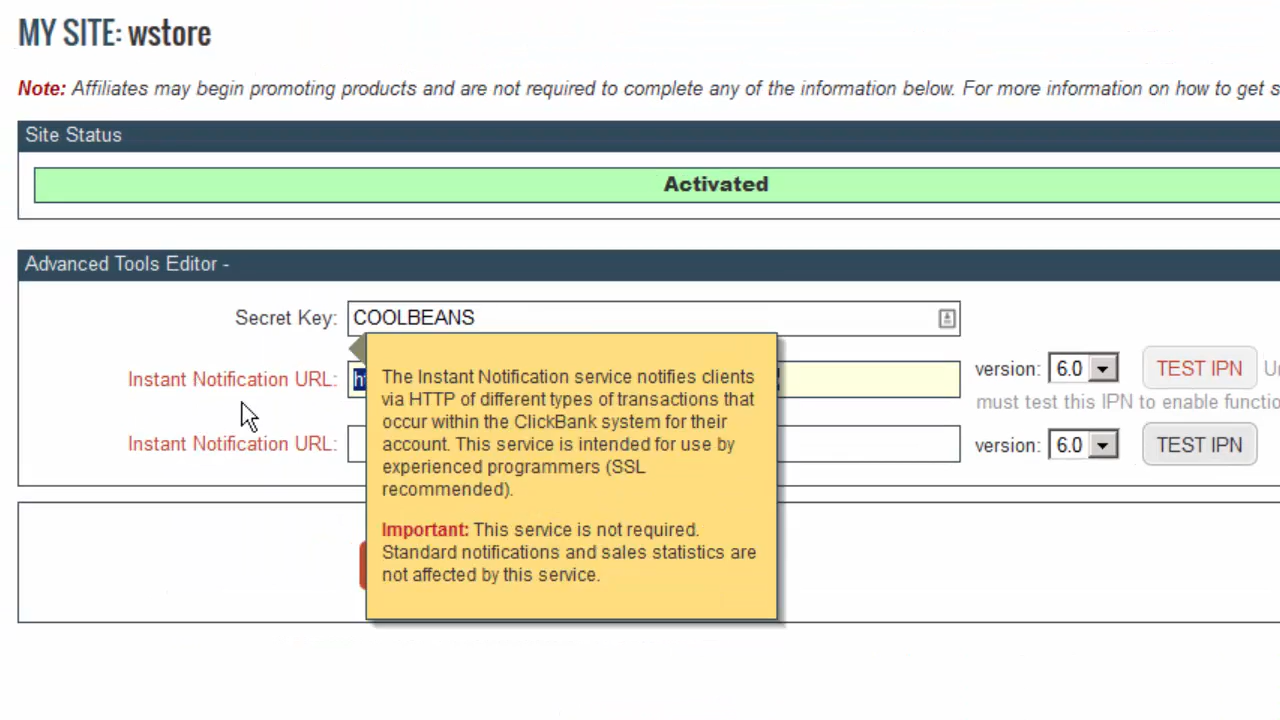 MY SITE: wstore
Note: Affiliates may begin promoting products and are not required to complete any of the information below. For more information on how to get
Site Status
Activated
Advanced Tools Editor -
Secret Key: COOLBEANS
Instant Notification URL: version: 6.0 TEST IPN
must test this IPN to enable
Instant Notification URL: version: 6.0 TEST IPN
The Instant Notification service notifies clients
via HTTP of different types of transactions that
occur within the ClickBank system for their
account. This service is intended for use by
experienced programmers (SSL
recommended).
Important: This service is not required.
Standard notifications and sales statistics are
not affected by this service.